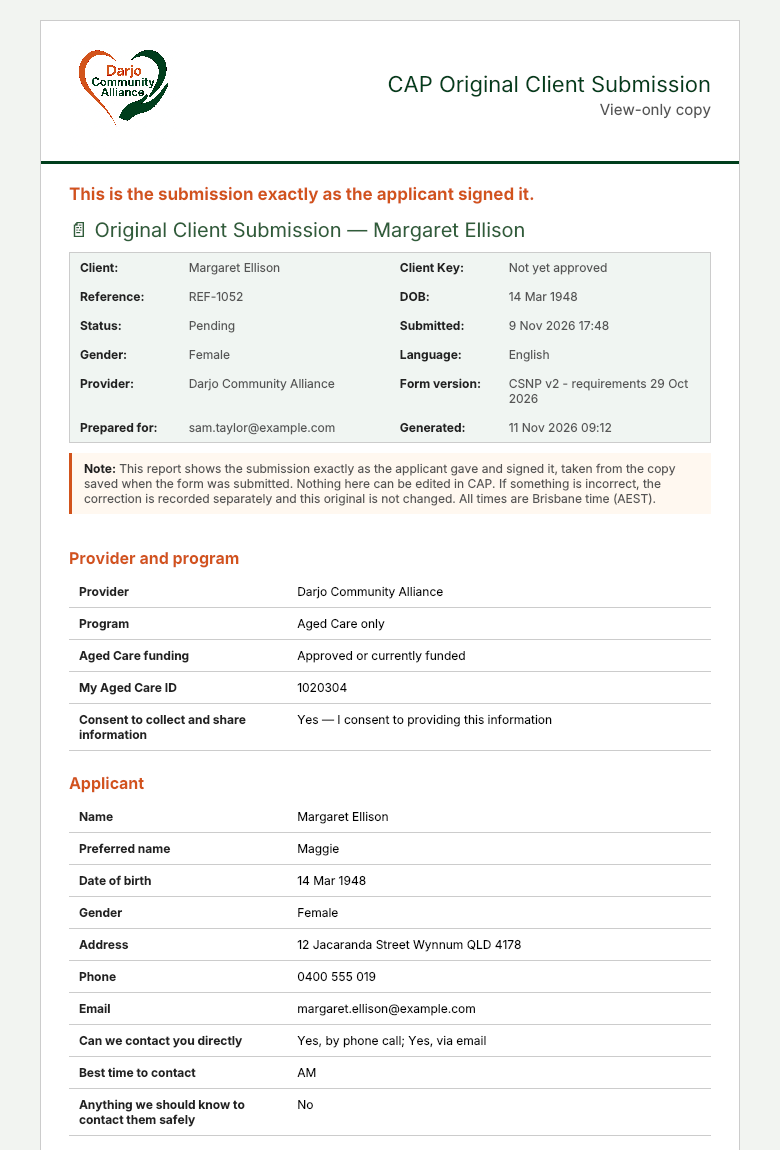 Darjo
Community
Alliance
CAP Original Client Submission
View-only copy
This is the submission exactly as the applicant signed it.
📄 Original Client Submission — Margaret Ellison
Client: Margaret Ellison Client Key: Not yet approved
Reference: REF-1052 DOB: 14 Mar 1948
Status: Pending Submitted: 9 Nov 2026 17:48
Gender: Female Language: English
Provider: Darjo Community Alliance Form version: CSNP v2 - requirements 29 Oct
2026
Prepared for: sam.taylor@example.com Generated: 11 Nov 2026 09:12
Note: This report shows the submission exactly as the applicant gave and signed it, taken from the copy
saved when the form was submitted. Nothing here can be edited in CAP. If something is incorrect, the
correction is recorded separately and this original is not changed. All times are Brisbane time (AEST).
Provider and program
Provider Darjo Community Alliance
Program Aged Care only
Aged Care funding Approved or currently funded
My Aged Care ID 1020304
Consent to collect and share Yes — I consent to providing this information
information
Applicant
Name Margaret Ellison
Preferred name Maggie
Date of birth 14 Mar 1948
Gender Female
Address 12 Jacaranda Street Wynnum QLD 4178
Phone 0400 555 019
Email margaret.ellison@example.com
Can we contact you directly Yes, by phone call; Yes, via email
Best time to contact AM
Anything we should know to No
contact them safely